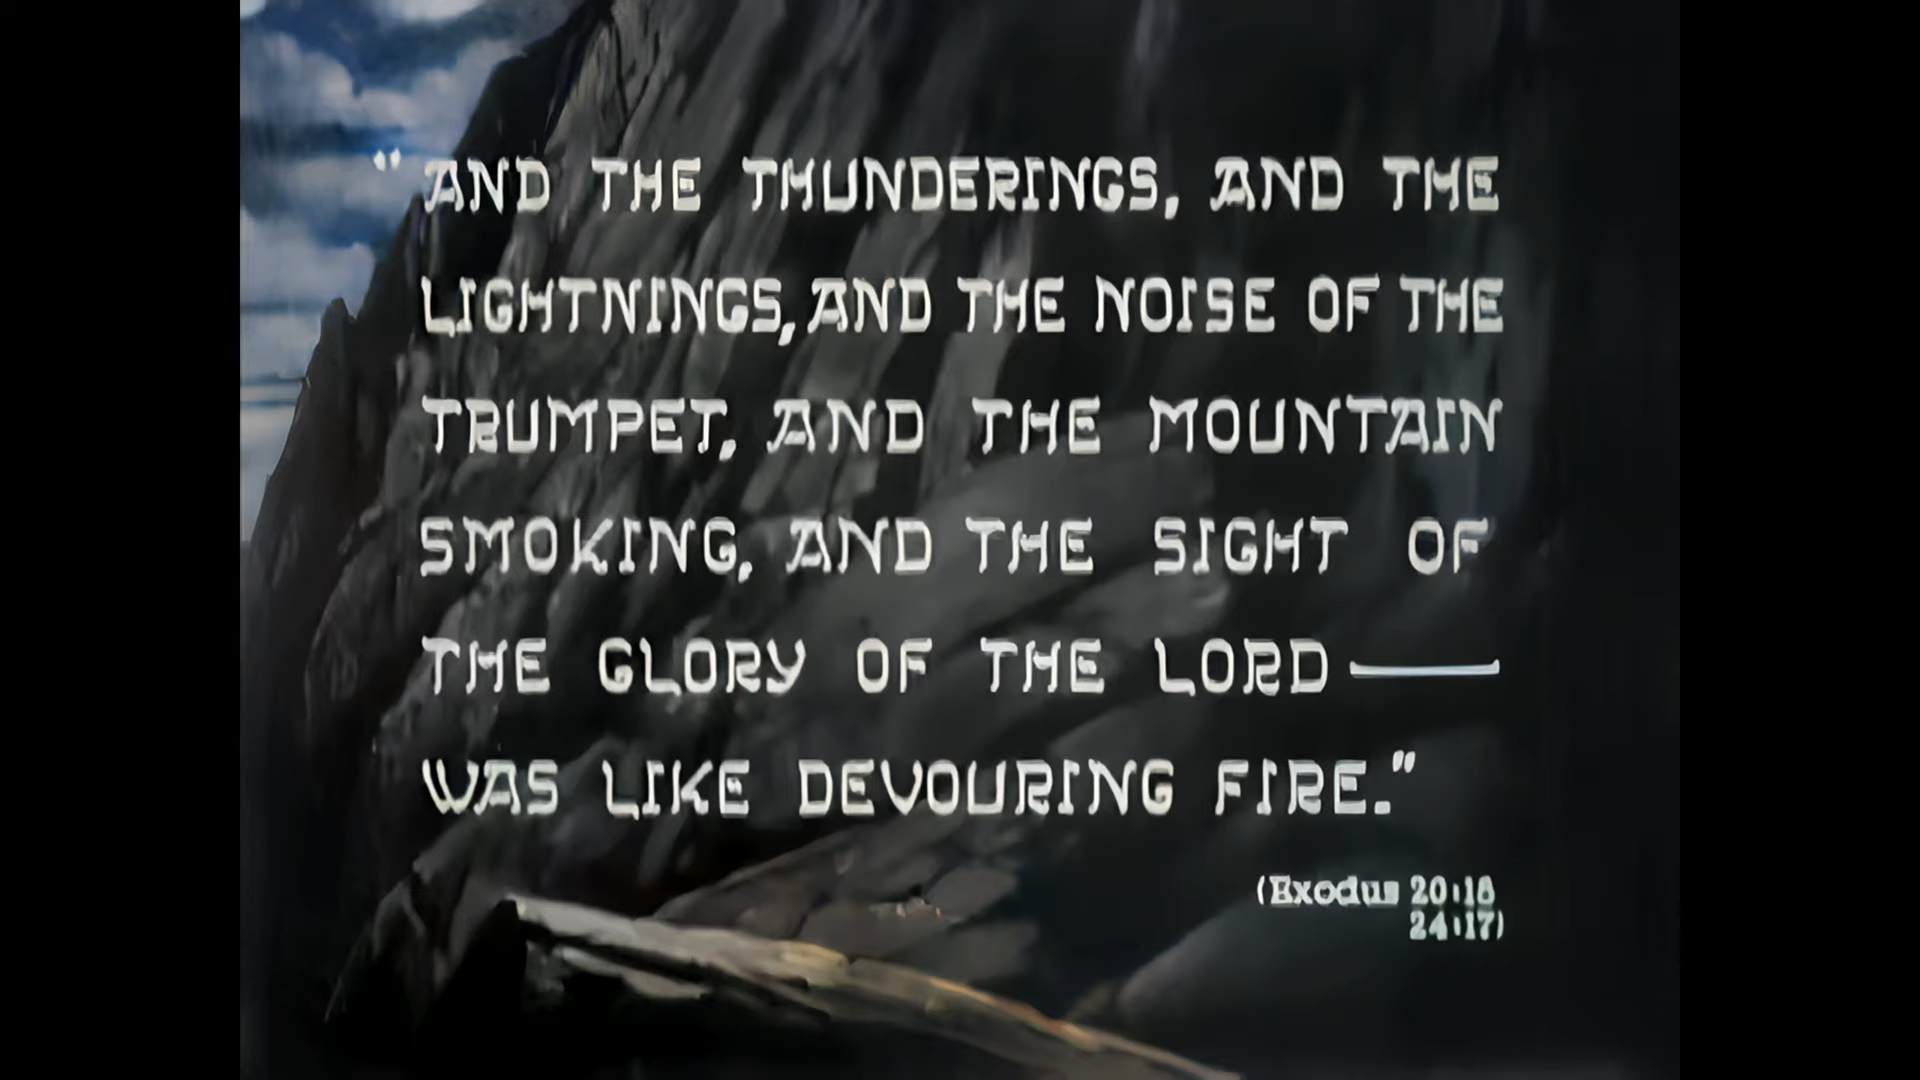 “AND THE THUNDERINGS, AND THE
LIGHTNINGS, AND THE NOISE OF THE
TRUMPET, AND THE MOUNTAIN
SMOKING, AND THE SIGHT OF
THE GLORY OF THE LORD—
WAS LIKE DEVOURING FIRE.”
(Exodus 20:18
24:17)